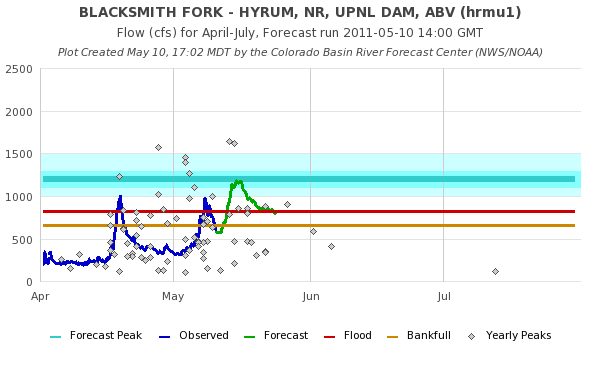 BLACKSMITH FORK - HYRUM, NR, UPNL DAM, ABV (hrmu1)
Flow (cfs) for April-July, Forecast run 2011-05-10 14:00 GMT
Plot Created May 10, 17:02 MDT by the Colorado Basin River Forecast Center (NWS/NOAA)
2500
2000
1500
1000
500
0
Apr May Jun Jul
Forecast Peak Observed Forecast Flood Bankfull Yearly Peaks